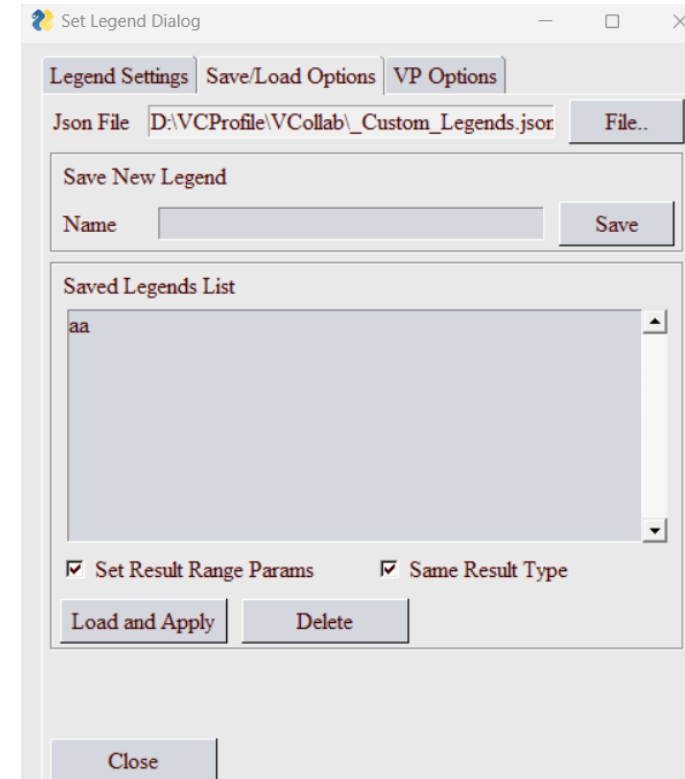 Set Legend Dialog
Legend Settings Save/Load Options VP Options
Json File D:\VCProfile\VCollab\_Custom_Legends.json File..
Save New Legend
Name Save
Saved Legends List
aa
Set Result Range Params Same Result Type
Load and Apply Delete
Close